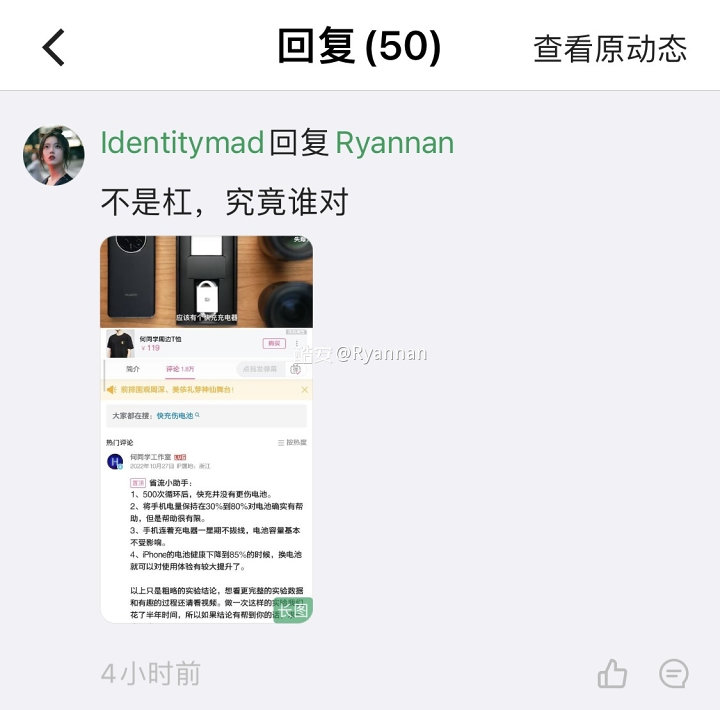 回复(50)
查看原动态
Identitymad回复Ryannan
不是杠，究竟谁对
应该有个快充充电器
何同学周边T恤
¥119
购买
简介
评论 1.8万
点我发弹幕
前排围观周深、美依礼芽神仙舞台！
大家都在搜：快充伤电池
热门评论
按热度
何同学工作室
2022年10月27日 IP属地：浙江
置顶 省流小助手：
1、500次循环后，快充并没有更伤电池。
2、将手机电量保持在30%到80%对电池确实有帮
助，但是帮助很有限。
3、手机连着充电器一星期不拔线，电池容量基本
不受影响。
4、iPhone的电池健康下降到85%的时候，换电池
就可以对使用体验有较大提升了。
以上只是粗略的实验结论，想看更完整的实验数据
和有趣的过程还请看视频。做一次这样的实验我们
花了半年时间，所以如果结论有帮到你的话
长图
酷安 @Ryannan
4小时前